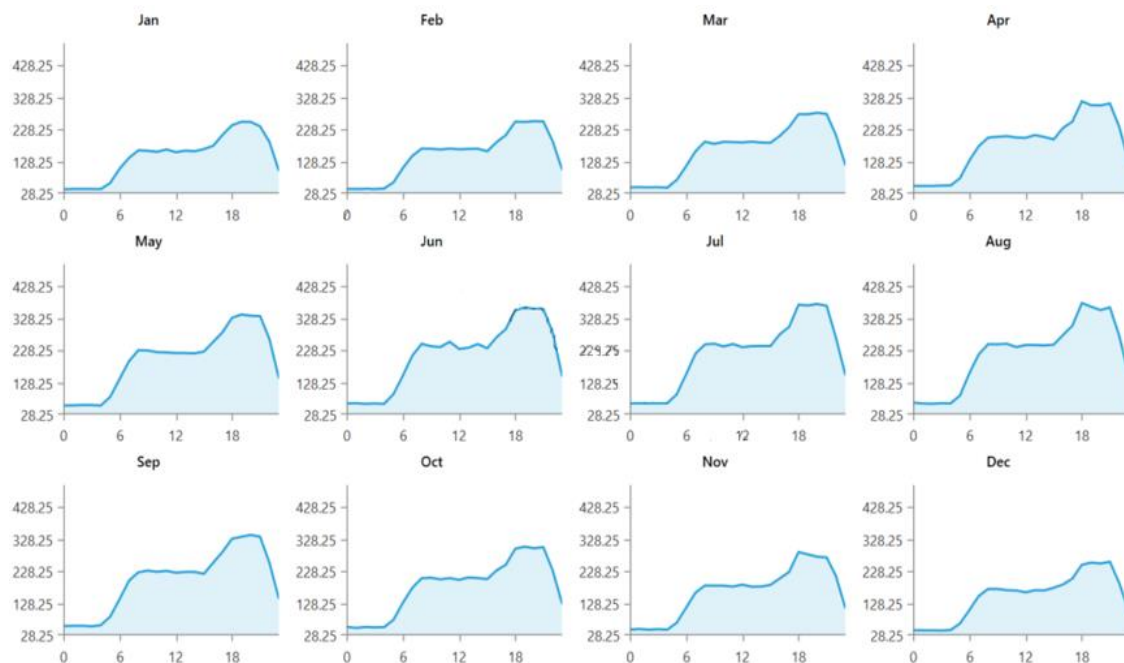 Jan Feb Mar Apr
428.25 428.25 428.25 428.25
328.25 328.25 328.25 328.25
228.25 228.25 228.25 228.25
128.25 128.25 128.25 128.25
28.25 28.25 28.25 28.25
0 6 12 18 0 6 12 18 0 6 12 18 0 6 12 18
May Jun Jul Aug
428.25 428.25 428.25 428.25
328.25 328.25 328.25 328.25
228.25 228.25 228.25
128.25 128.25 128.25 128.25
28.25 28.25 28.25 28.25
0 6 12 18 0 6 12 18 0 6 12 18 0 6 12 18
Sep Oct Nov Dec
428.25 428.25 428.25 428.25
328.25 328.25 328.25 328.25
228.25 228.25 228.25 228.25
128.25 128.25 128.25 128.25
28.25 28.25 28.25 28.25
0 6 12 18 0 6 12 18 0 6 12 18 0 6 12 18